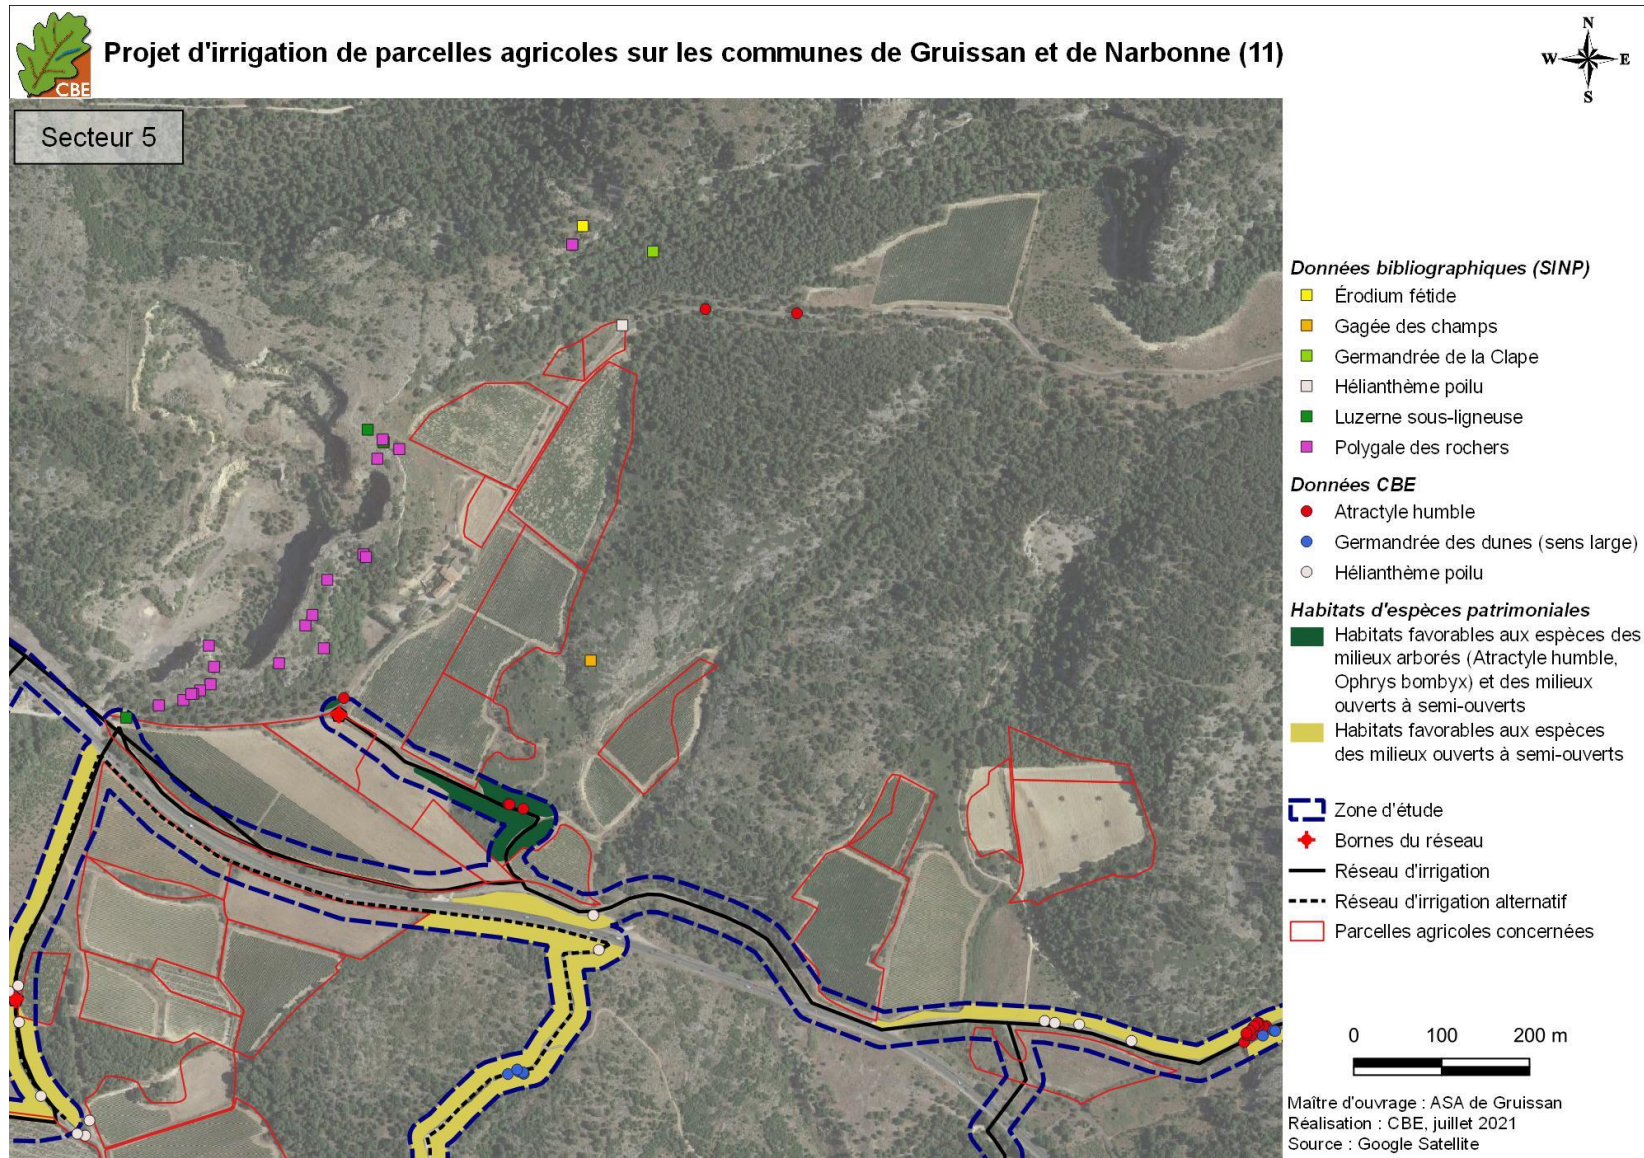 CBE
Projet d'irrigation de parcelles agricoles sur les communes de Gruissan et de Narbonne (11)
N
W
E
S
Secteur 5
Données bibliographiques (SINP)
Érodium fétide
Gagée des champs
Germandrée de la Clape
Hélianthème poilu
Luzerne sous-ligneuse
Polygale des rochers
Données CBE
Atractyle humble
Germandrée des dunes (sens large)
Hélianthème poilu
Habitats d'espèces patrimoniales
Habitats favorables aux espèces des
milieux arborés (Atractyle humble,
Ophrys bombyx) et des milieux
ouverts à semi-ouverts
Habitats favorables aux espèces
des milieux ouverts à semi-ouverts
Zone d'étude
Bornes du réseau
Réseau d'irrigation
Réseau d'irrigation alternatif
Parcelles agricoles concernées
0 100 200 m
Maître d'ouvrage : ASA de Gruissan
Réalisation : CBE, juillet 2021
Source : Google Satellite